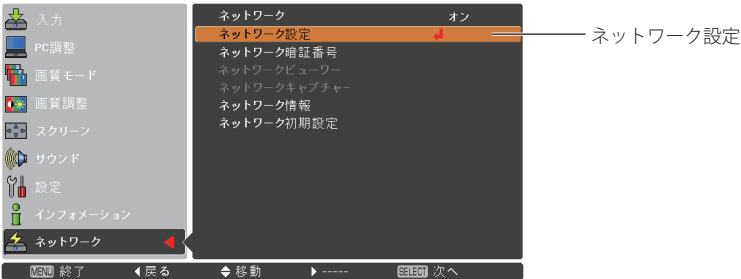 入力
PC調整
画質モード
画質調整
スクリーン
サウンド
設定
インフォメーション
ネットワーク
ネットワーク オン
ネットワーク設定
ネットワーク暗証番号
ネットワークビューワー
ネットワークキャプチャー
ネットワーク情報
ネットワーク初期設定
ネットワーク設定
MENU 終了 戻る 移動 ----- SELECT 次へ